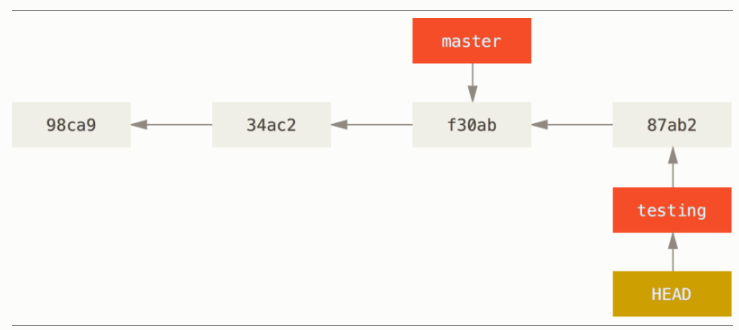 master
98ca9
34ac2
f30ab
87ab2
testing
HEAD